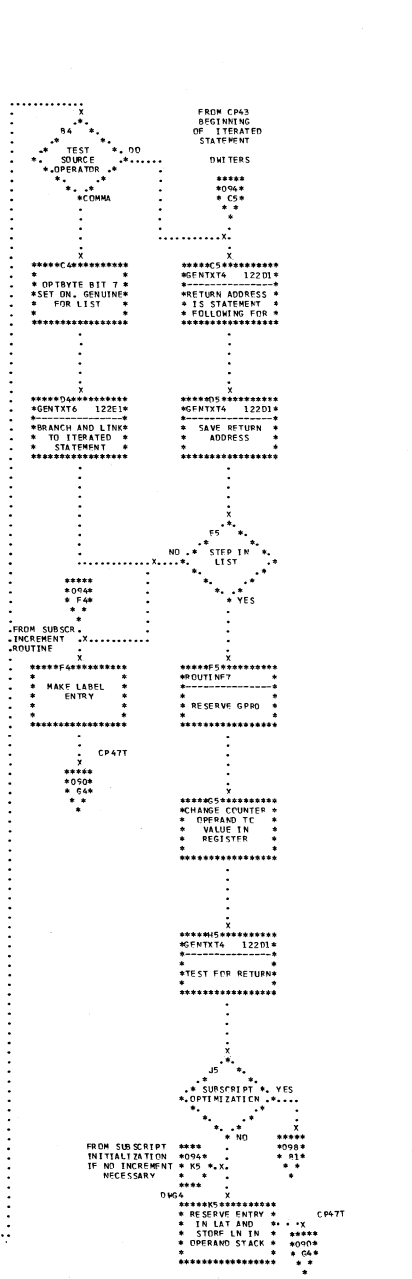 FROM CP43
BEGINNING
OF ITERATED
STATEMENT
DWITERS
*094*
* C5*
B4
TEST
SOURCE
OPERATOR
DO
*COMMA
*****C4**********
* OPTBYTE BIT 7 *
*SET ON. GENUINE*
* FOR LIST *
*****C5**********
*GENTXT4 122D1*
*---------------*
*RETURN ADDRESS *
* IS STATEMENT *
* FOLLOWING FOR *
*****D4**********
*GENTXT6 122E1*
*---------------*
*BRANCH AND LINK*
* TO ITERATED *
* STATEMENT *
*****D5**********
*GENTXT4 122D1*
*---------------*
* SAVE RETURN *
* ADDRESS *
E5
STEP IN
LIST
NO
* YES
*094*
* F4*
FROM SUBSCR.
INCREMENT
ROUTINE
*****F4**********
* MAKE LABEL *
* ENTRY *
*****F5**********
*ROUTINE7 *
*---------------*
* RESERVE GPR0 *
CP47T
*090*
* G4*
*****G5**********
*CHANGE COUNTER *
* OPERAND TO *
* VALUE IN *
* REGISTER *
*****H5**********
*GENTXT4 122D1*
*---------------*
*TEST FOR RETURN*
J5
SUBSCRIPT
OPTIMIZATION
YES
* NO
*098*
* B1*
FROM SUBSCRIPT
INITIALIZATION
IF NO INCREMENT
NECESSARY
*094*
* K5 *
DWG4
*****K5**********
* RESERVE ENTRY *
* IN LAT AND *
* STORE LN IN *
* OPERAND STACK *
CP47T
*090*
* G4*